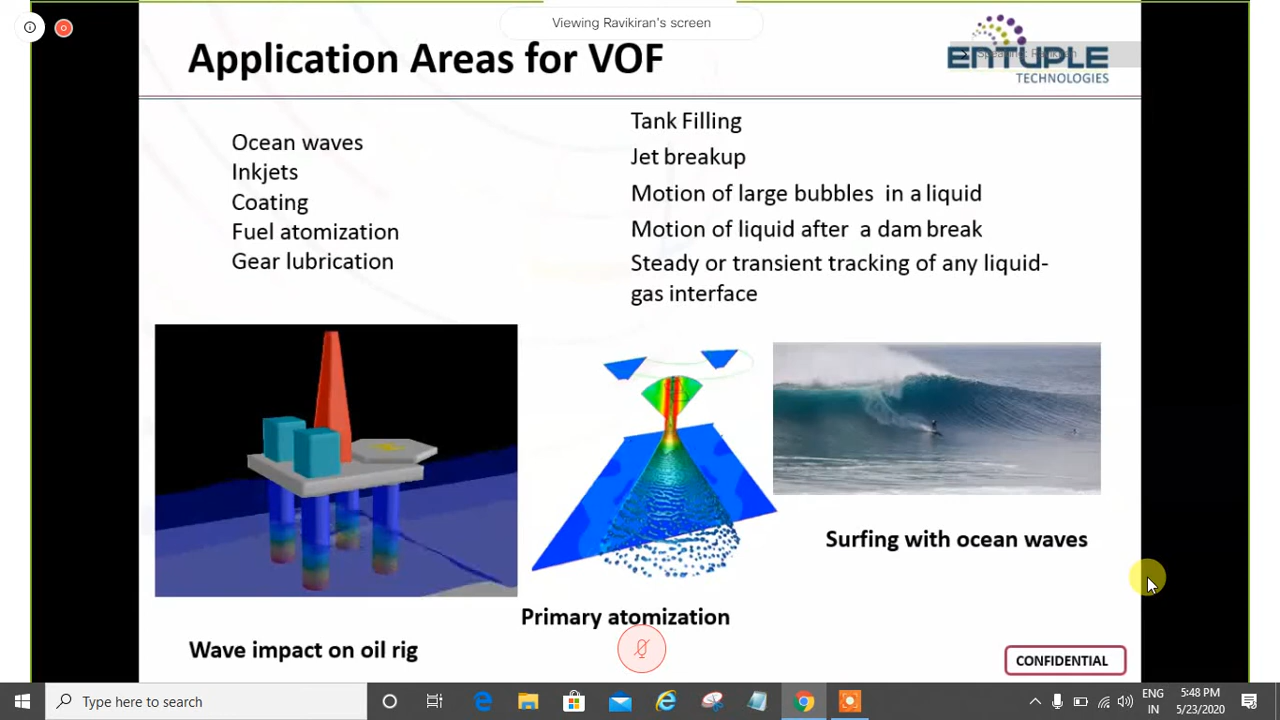 Viewing Ravikiran's screen
Application Areas for VOF
ENTUPLE
TECHNOLOGIES
Ocean waves
Inkjets
Coating
Fuel atomization
Gear lubrication
Tank Filling
Jet breakup
Motion of large bubbles in a liquid
Motion of liquid after a dam break
Steady or transient tracking of any liquid-
gas interface
Surfing with ocean waves
Primary atomization
Wave impact on oil rig
CONFIDENTIAL
Type here to search
ENG
IN
5:48 PM
5/23/2020